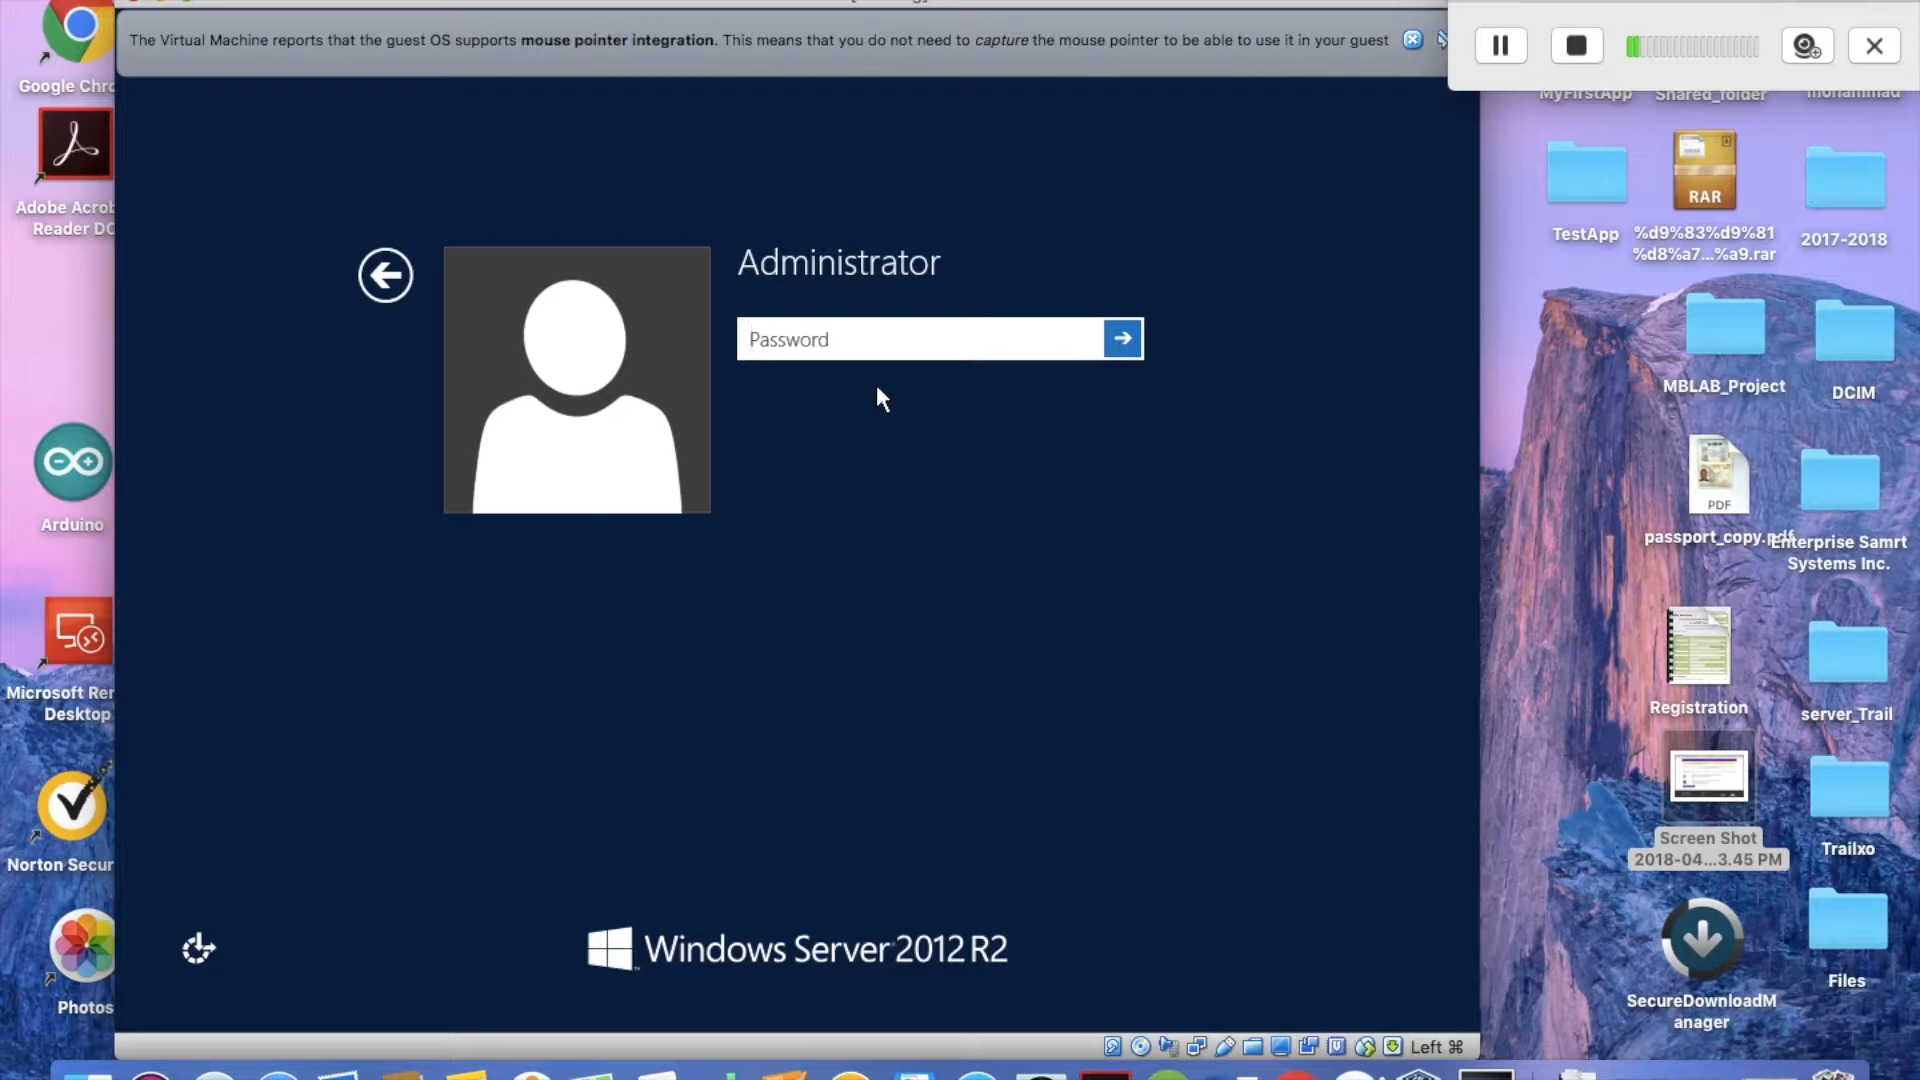 The Virtual Machine reports that the guest OS supports mouse pointer integration. This means that you do not need to capture the mouse pointer to be able to use it in your guest
Google Chro
Adobe Acrob
Reader DC
Arduino
Microsoft Rem
Desktop
Norton Secur
Photos
Administrator
Password
Windows Server 2012 R2
Left ⌘
MyFirstApp
Shared_folder
mohammad
TestApp
RAR
%d9%83%d9%81
%d8%a7...%a9.rar
2017-2018
MBLAB_Project
DCIM
PDF
passport_copy.pdf
Enterprise Samrt
Systems Inc.
Registration
server_Trail
Screen Shot
2018-04...3.45 PM
Trailxo
SecureDownloadM
anager
Files